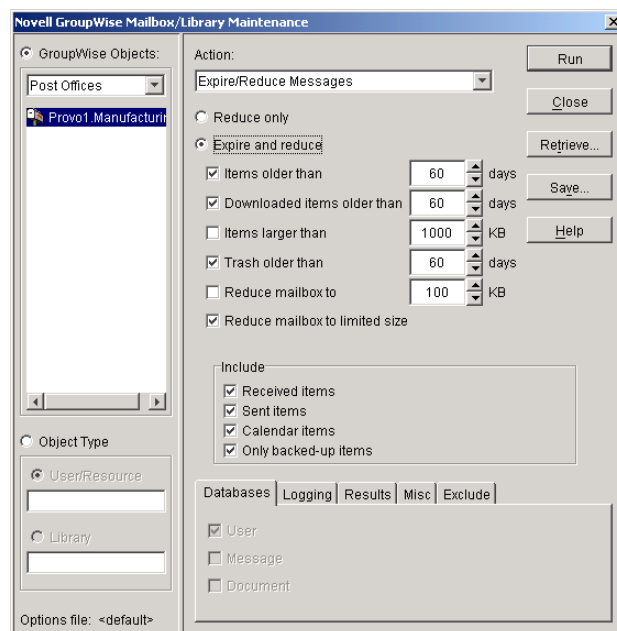 Novell GroupWise Mailbox/Library Maintenance
GroupWise Objects:
Post Offices
Provo1.Manufacturin
Object Type
User/Resource
Library
Options file: <default>
Action:
Expire/Reduce Messages
Reduce only
Expire and reduce
Items older than 60 days
Downloaded items older than 60 days
Items larger than 1000 KB
Trash older than 60 days
Reduce mailbox to 100 KB
Reduce mailbox to limited size
Include
Received items
Sent items
Calendar items
Only backed-up items
Databases Logging Results Misc Exclude
User
Message
Document
Run
Close
Retrieve...
Save...
Help